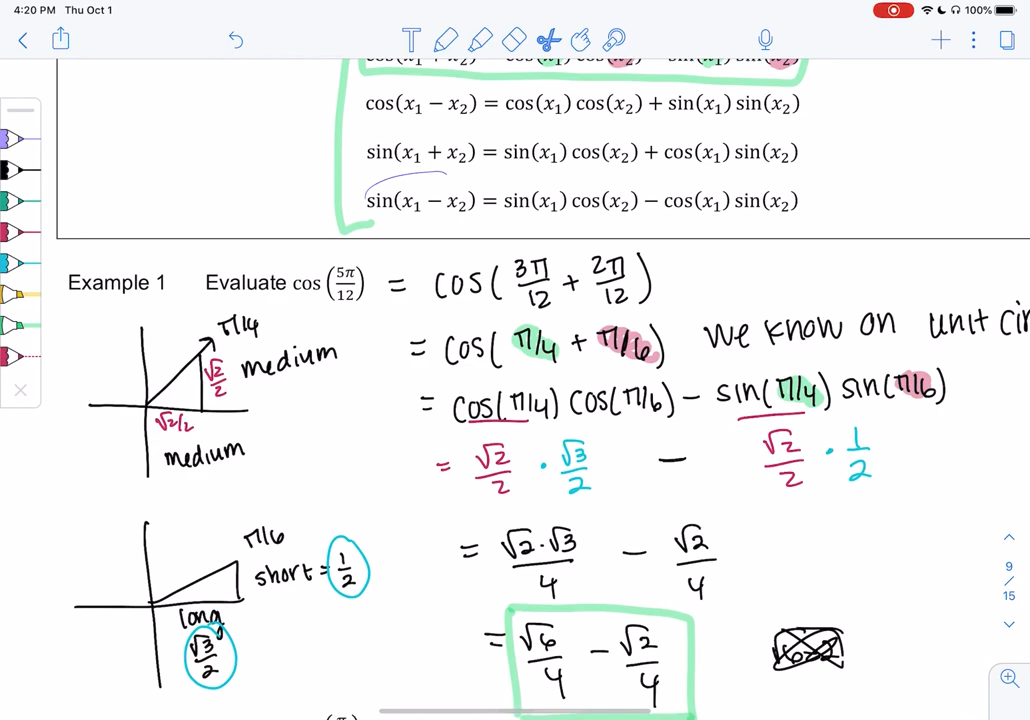 4:20 PM Thu Oct 1
100%
cos(x₁ − x₂) = cos(x₁) cos(x₂) + sin(x₁) sin(x₂)
sin(x₁ + x₂) = sin(x₁) cos(x₂) + cos(x₁) sin(x₂)
sin(x₁ − x₂) = sin(x₁) cos(x₂) − cos(x₁) sin(x₂)
Example 1 Evaluate cos (5π/12) = cos( 3π/12 + 2π/12 )
= cos( π/4 + π/6 ) We know on unit
= cos(π/4) cos(π/6) − sin(π/4) sin(π/6)
= √2/2 · √3/2 − √2/2 · 1/2
= √2·√3/4 − √2/4
= √6/4 − √2/4
π/4
√2/2
medium
√2/2
medium
π/6
short = 1/2
long
√3/2
9
/
15